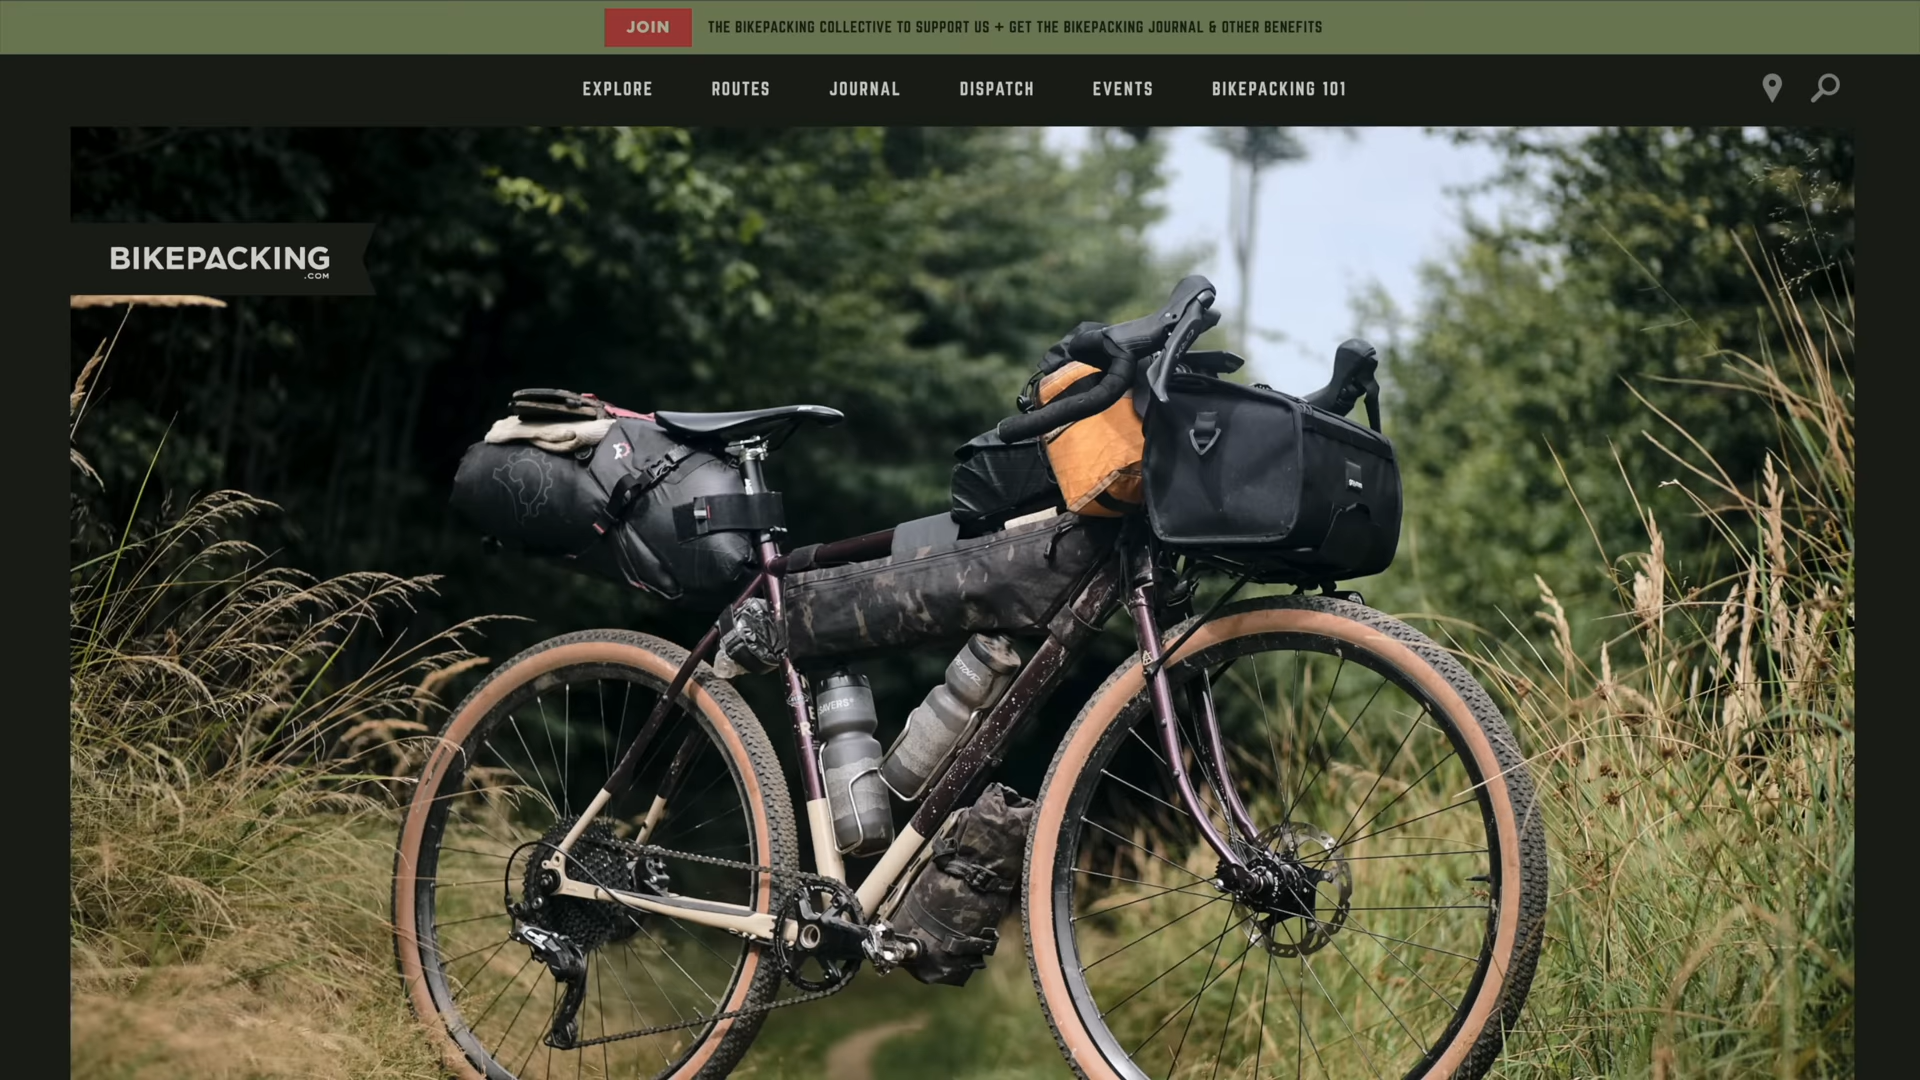 JOIN THE BIKEPACKING COLLECTIVE TO SUPPORT US + GET THE BIKEPACKING JOURNAL & OTHER BENEFITS
EXPLORE ROUTES JOURNAL DISPATCH EVENTS BIKEPACKING 101
BIKEPACKING
.COM
SAVERS®